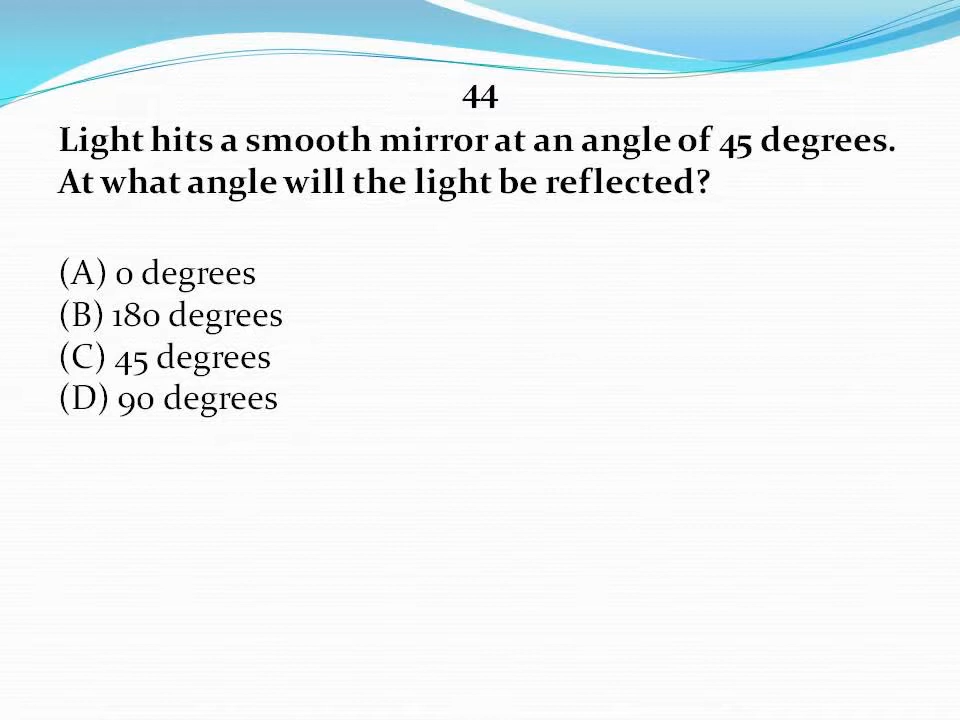 44
Light hits a smooth mirror at an angle of 45 degrees.
At what angle will the light be reflected?
(A) 0 degrees
(B) 180 degrees
(C) 45 degrees
(D) 90 degrees